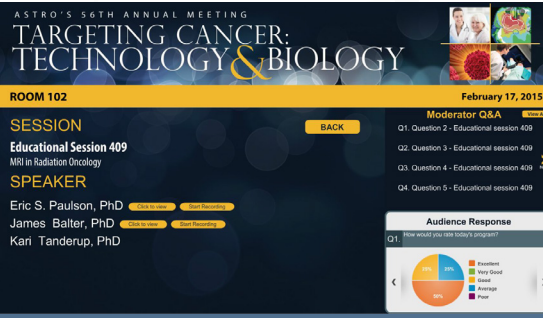 ASTRO'S 56TH ANNUAL MEETING
TARGETING CANCER:
TECHNOLOGY & BIOLOGY
ROOM 102
February 17, 2015
SESSION
BACK
Educational Session 409
MRI in Radiation Oncology
SPEAKER
Eric S. Paulson, PhD Click to view Start Recording
James Balter, PhD Click to view Start Recording
Kari Tanderup, PhD
Moderator Q&A
Q1. Question 2 - Educational session 409
Q2. Question 3 - Educational session 409
Q3. Question 4 - Educational session 409
Q4. Question 5 - Educational session 409
Audience Response
Q1. How would you rate today's program?
25% 25%
50%
Excellent
Very Good
Good
Average
Poor